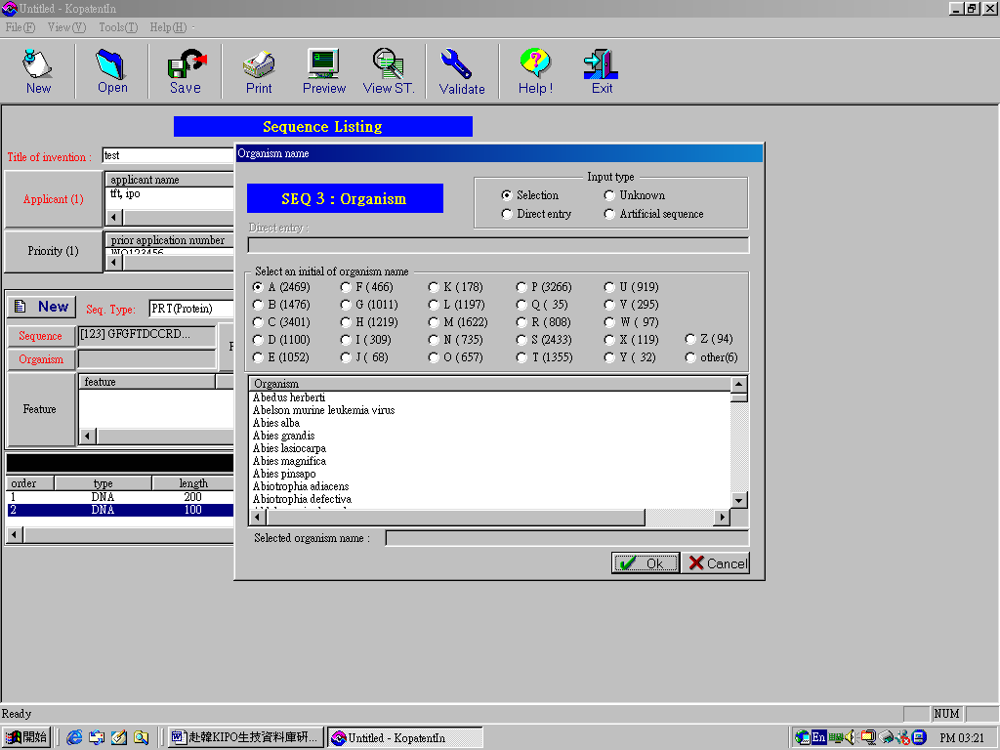 Untitled - KopatentIn
File(F) View(V) Tools(T) Help(H) -
New Open Save Print Preview View ST. Validate Help ! Exit
Sequence Listing
Title of invention : test
Applicant (1)
applicant name
tft, ipo
Priority (1)
prior application number
WO123456
New Seq. Type: PRT(Protein)
Sequence [123] GFGFTDCCRD...
Organism
Feature
feature
order type length
1 DNA 200
2 DNA 100
Organism name
SEQ 3 : Organism
Input type
Selection Unknown
Direct entry Artificial sequence
Direct entry :
Select an initial of organism name
A (2469) F ( 466) K ( 178) P (3266) U ( 919)
B (1476) G (1011) L (1197) Q ( 35) V ( 295)
C (3401) H (1219) M (1622) R ( 808) W ( 97)
D (1100) I ( 309) N ( 735) S (2433) X ( 119) Z ( 94)
E (1052) J ( 68) O ( 657) T (1355) Y ( 32) other(6)
Organism
Abedus herberti
Abelson murine leukemia virus
Abies alba
Abies grandis
Abies lasiocarpa
Abies magnifica
Abies pinsapo
Abiotrophia adiacens
Abiotrophia defectiva
Selected organism name :
Ok Cancel
Ready NUM
開始 赴韓KIPO生技資料庫研... Untitled - KopatentIn En PM 03:21